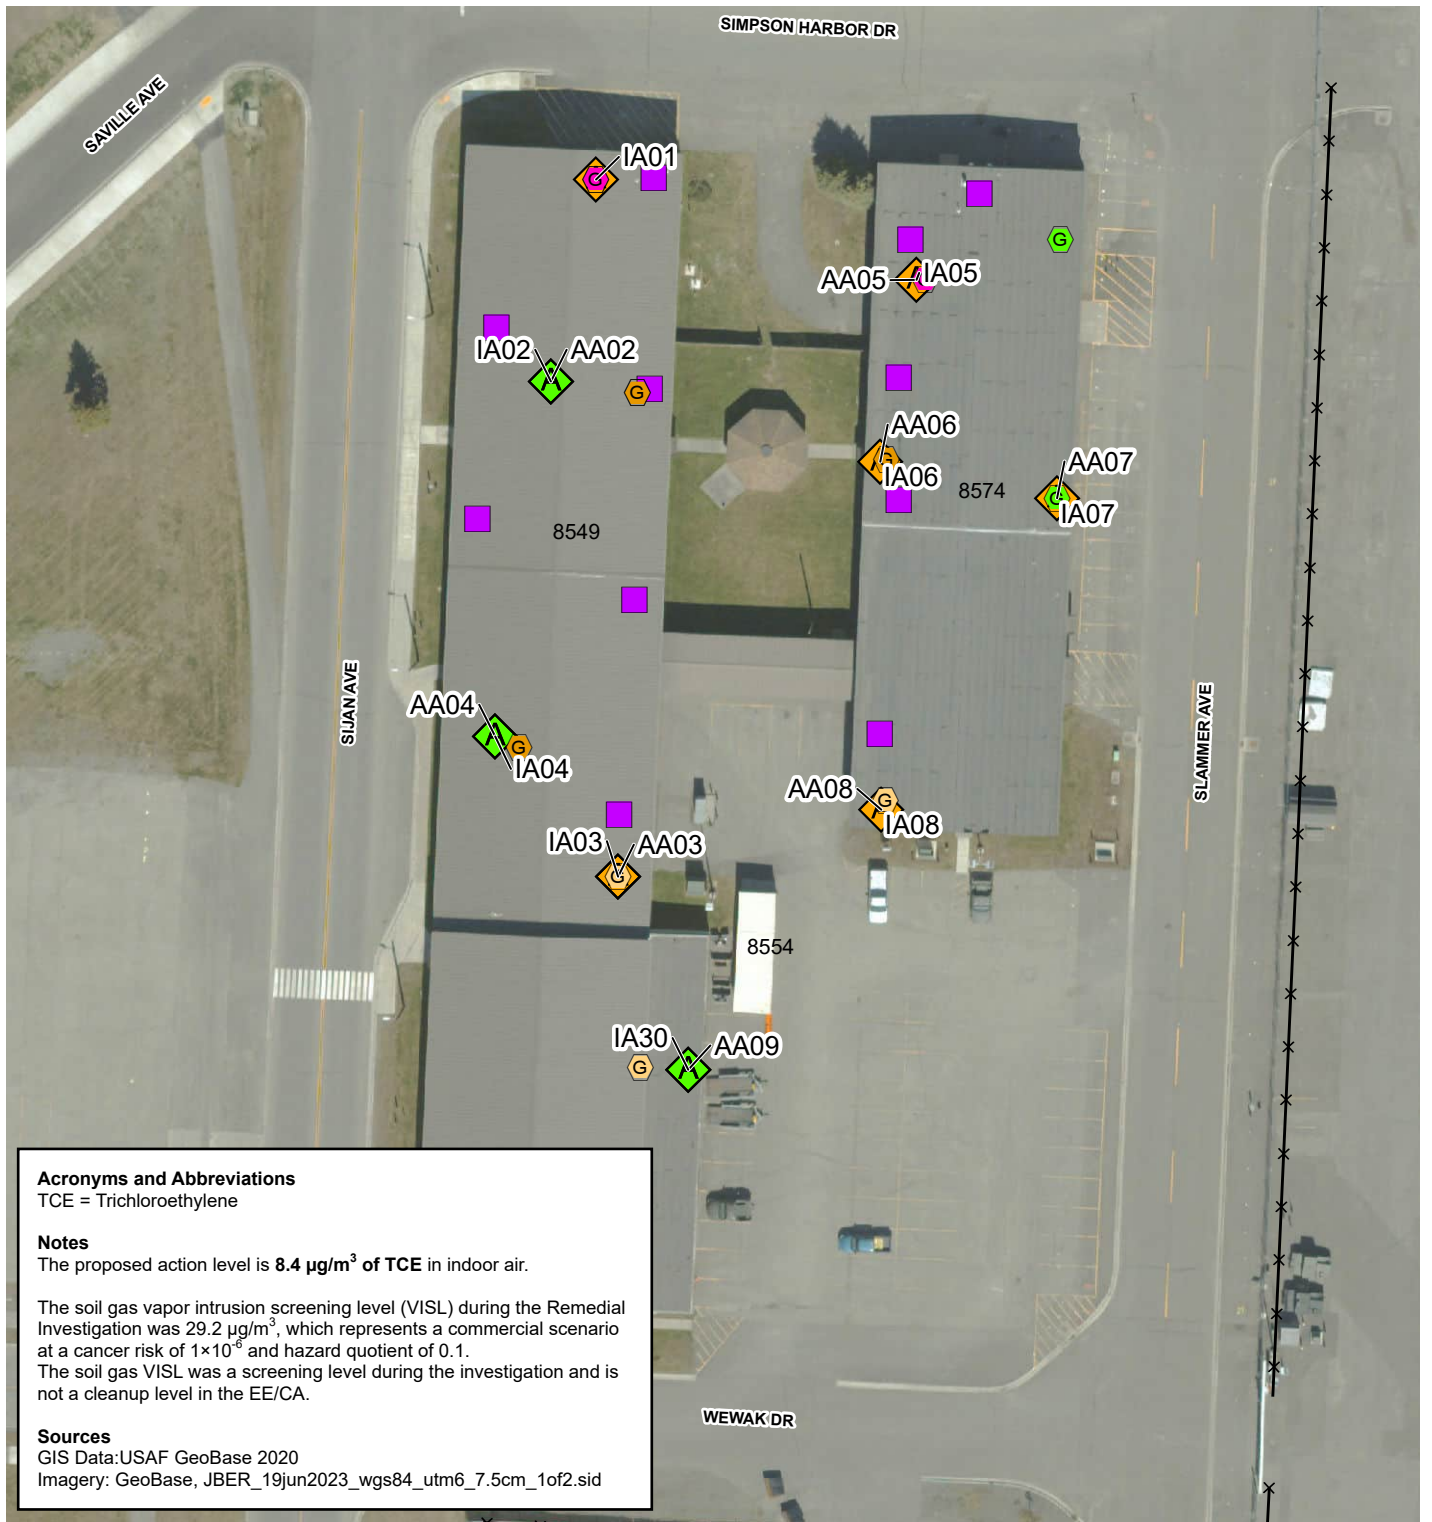 SIMPSON HARBOR DR
SAVILLE AVE
IA01
G
G
AA05
IA05
IA02
AA02
A
G
AA06
G
IA06
8574
AA07
G
IA07
8549
SIJAN AVE
SLAMMER AVE
AA04
A
G
IA04
AA08
G
IA08
IA03
AA03
G
8554
IA30
AA09
G
A
Acronyms and Abbreviations
TCE = Trichloroethylene
Notes
The proposed action level is 8.4 µg/m³ of TCE in indoor air.
The soil gas vapor intrusion screening level (VISL) during the Remedial
Investigation was 29.2 µg/m³, which represents a commercial scenario
at a cancer risk of 1×10⁻⁶ and hazard quotient of 0.1.
The soil gas VISL was a screening level during the investigation and is
not a cleanup level in the EE/CA.
Sources
GIS Data:USAF GeoBase 2020
Imagery: GeoBase, JBER_19jun2023_wgs84_utm6_7.5cm_1of2.sid
WEWAK DR